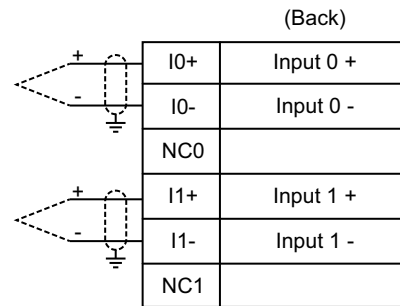 (Back)
+ I0+ Input 0 +
- I0- Input 0 -
NC0
+ I1+ Input 1 +
- I1- Input 1 -
NC1